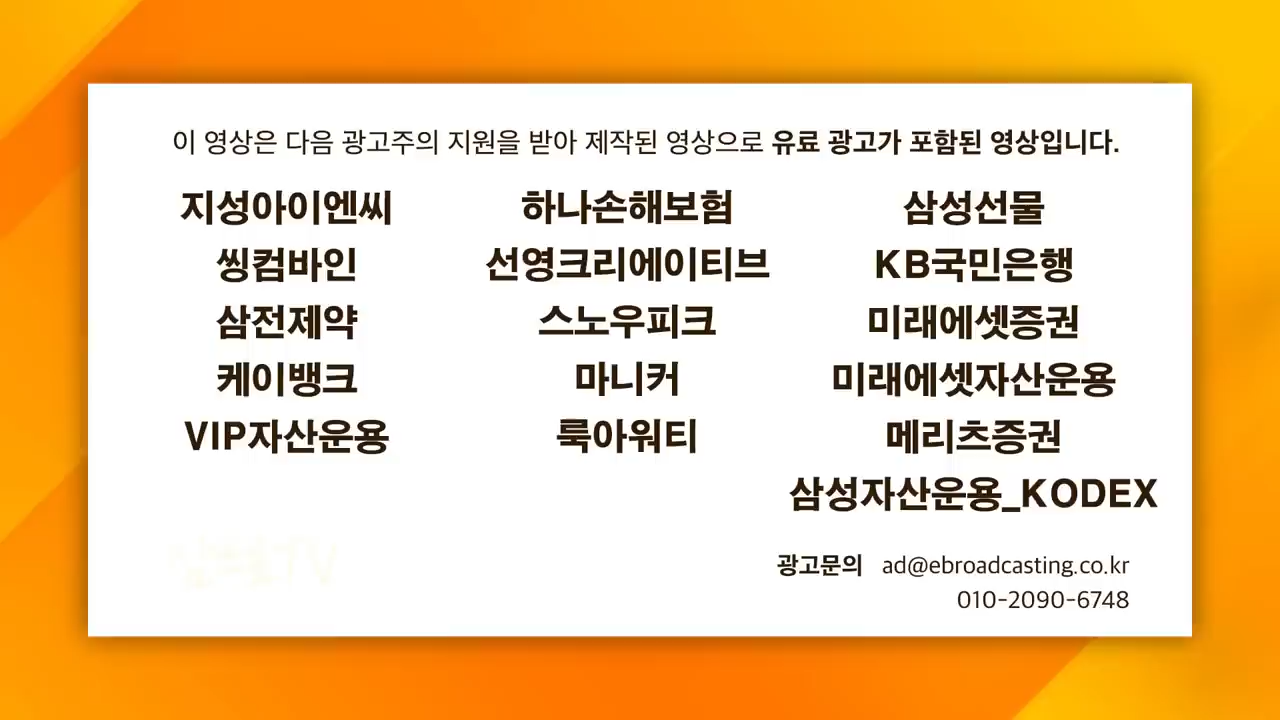 이 영상은 다음 광고주의 지원을 받아 제작된 영상으로 유료 광고가 포함된 영상입니다.
지성아이엔씨 하나손해보험 삼성선물
씽컴바인 선영크리에이티브 KB국민은행
삼전제약 스노우피크 미래에셋증권
케이뱅크 마니커 미래에셋자산운용
VIP자산운용 룩아워티 메리츠증권
삼성자산운용_KODEX
광고문의 ad@ebroadcasting.co.kr
010-2090-6748